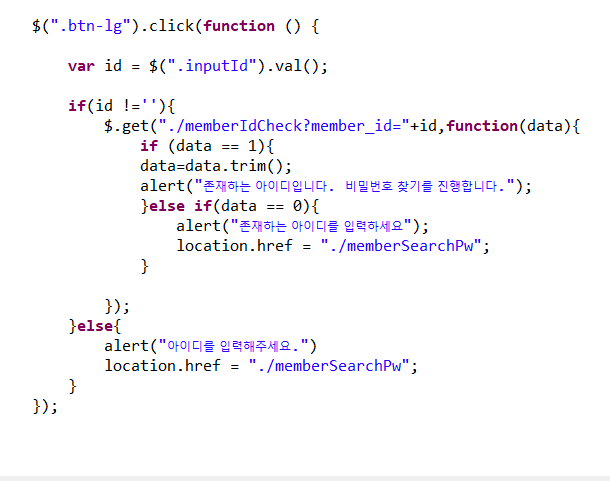 $(".btn-lg").click(function () {
var id = $(".inputId").val();
if(id !=''){
$.get("./memberIdCheck?member_id="+id,function(data){
if (data == 1){
data=data.trim();
alert("존재하는 아이디입니다. 비밀번호 찾기를 진행합니다.");
}else if(data == 0){
alert("존재하는 아이디를 입력하세요");
location.href = "./memberSearchPw";
}
});
}else{
alert("아이디를 입력해주세요.")
location.href = "./memberSearchPw";
}
});